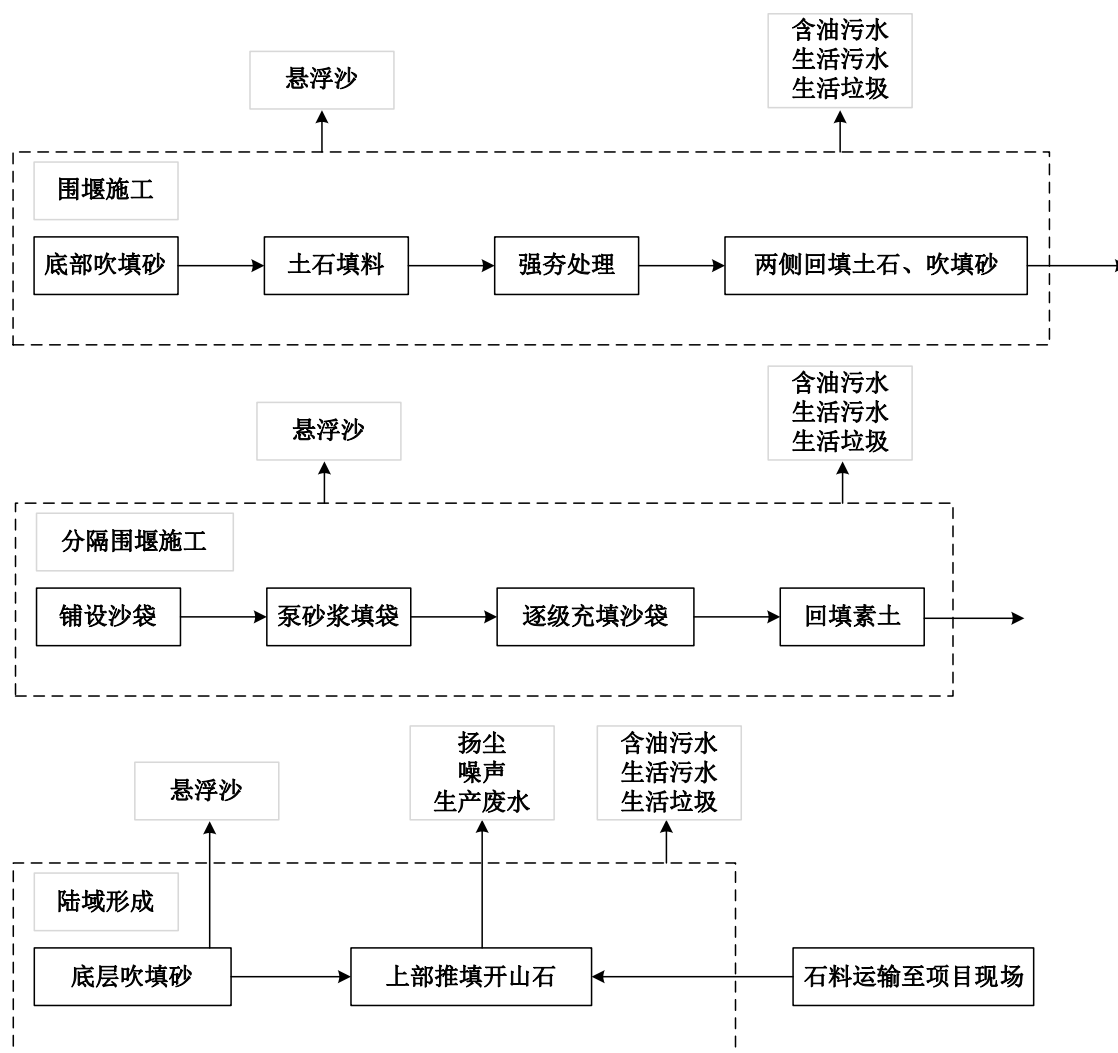 悬浮沙
含油污水
生活污水
生活垃圾
围堰施工
底部吹填砂
土石填料
强夯处理
两侧回填土石、吹填砂
悬浮沙
含油污水
生活污水
生活垃圾
分隔围堰施工
铺设沙袋
泵砂浆填袋
逐级充填沙袋
回填素土
悬浮沙
扬尘
噪声
生产废水
含油污水
生活污水
生活垃圾
陆域形成
底层吹填砂
上部推填开山石
石料运输至项目现场